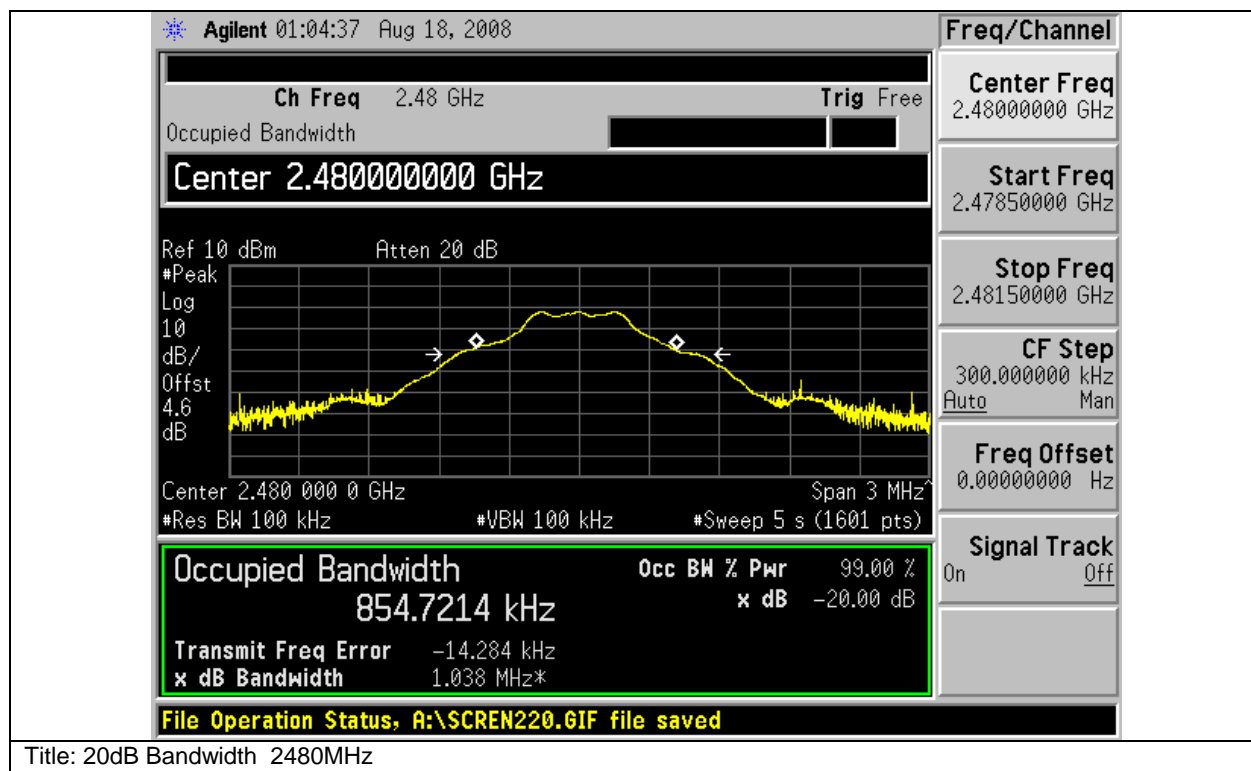 Agilent 01:04:37 Aug 18, 2008
Freq/Channel
Ch Freq 2.48 GHz Trig Free
Occupied Bandwidth
Center 2.480000000 GHz
Ref 10 dBm Atten 20 dB
#Peak
Log
10
dB/
Offst
4.6
dB
Center 2.480 000 0 GHz Span 3 MHz^
#Res BW 100 kHz #VBW 100 kHz #Sweep 5 s (1601 pts)
Occupied Bandwidth Occ BW % Pwr 99.00 %
854.7214 kHz x dB -20.00 dB
Transmit Freq Error -14.284 kHz
x dB Bandwidth 1.038 MHz*
File Operation Status, A:\SCREN220.GIF file saved
Center Freq
2.48000000 GHz
Start Freq
2.47850000 GHz
Stop Freq
2.48150000 GHz
CF Step
300.000000 kHz
Auto Man
Freq Offset
0.00000000 Hz
Signal Track
On Off
Title: 20dB Bandwidth 2480MHz